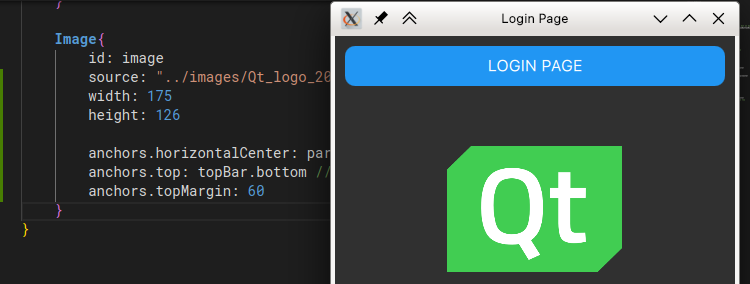 }
Image{
id: image
source: "../images/Qt_logo_20
width: 175
height: 126
anchors.horizontalCenter: par
anchors.top: topBar.bottom //
anchors.topMargin: 60
}
}
Login Page
LOGIN PAGE
Qt